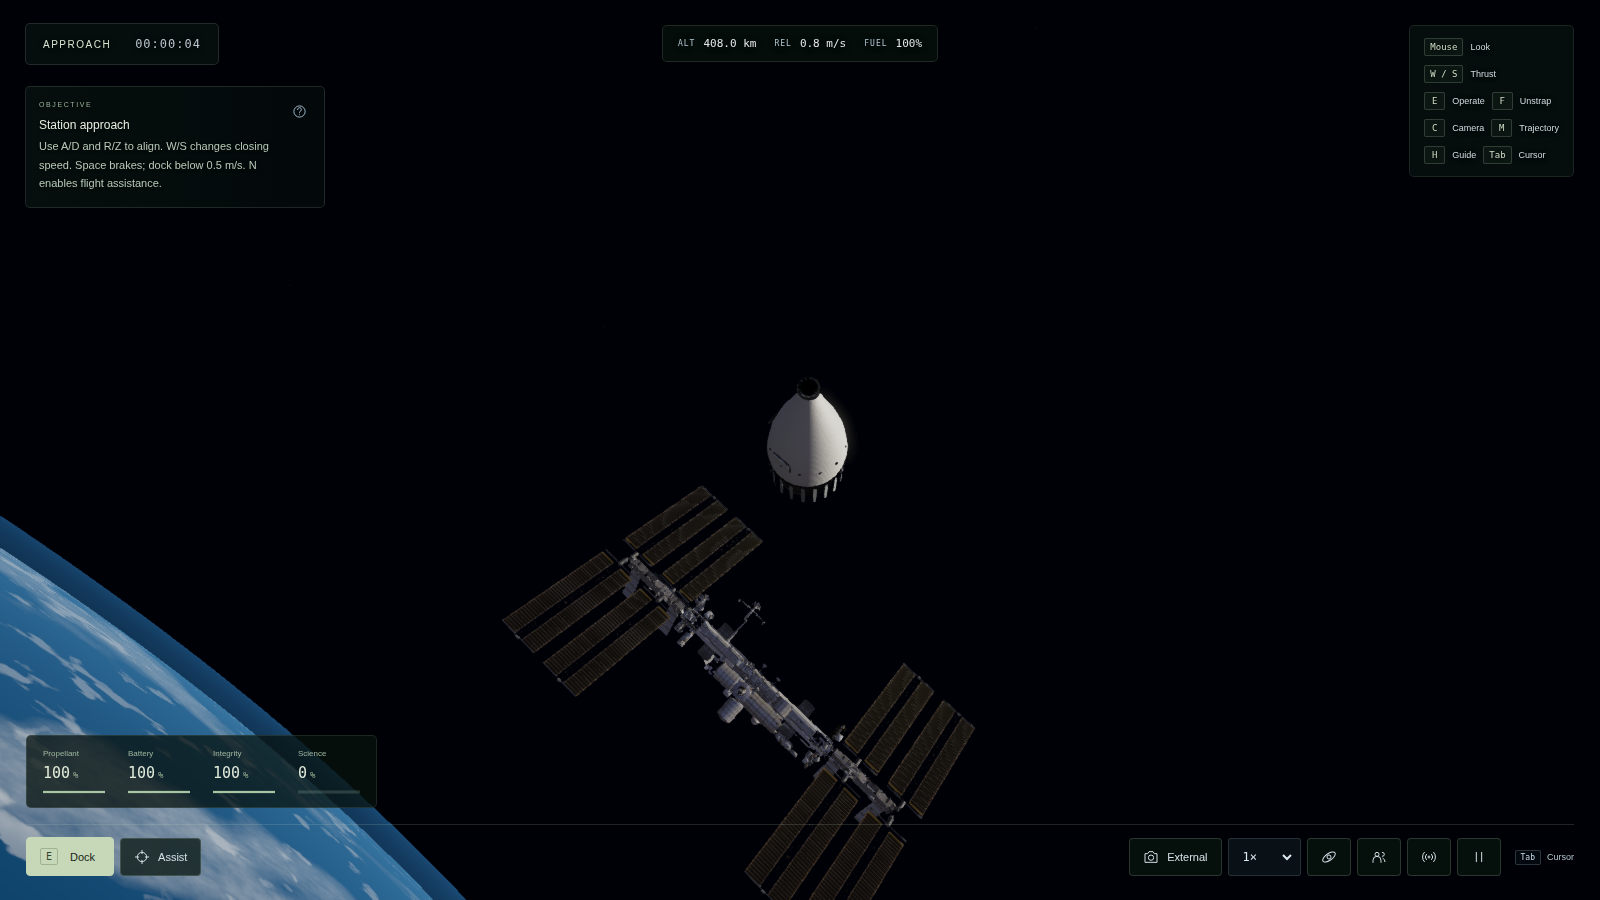 APPROACH 00:00:04
ALT 408.0 km REL 0.8 m/s FUEL 100%
Mouse Look
W / S Thrust
E Operate F Unstrap
C Camera M Trajectory
H Guide Tab Cursor
OBJECTIVE
Station approach
Use A/D and R/Z to align. W/S changes closing
speed. Space brakes; dock below 0.5 m/s. N
enables flight assistance.
Propellant Battery Integrity Science
100 % 100 % 100 % 0 %
E Dock Assist External 1× Tab Cursor